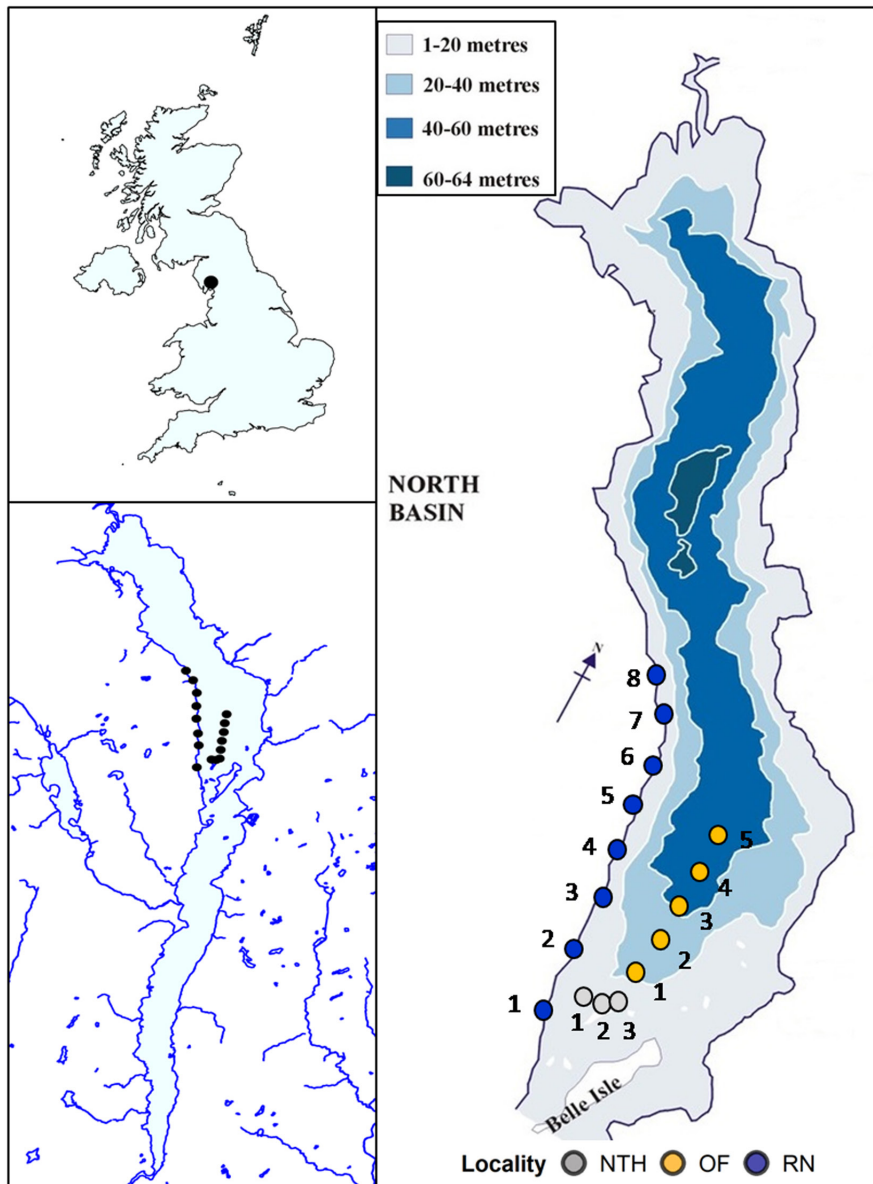 1-20 metres
20-40 metres
40-60 metres
60-64 metres
NORTH
BASIN
N
8
7
6
5
4
3
2
1
5
4
3
2
1
1
2
3
Belle Isle
Locality NTH OF RN